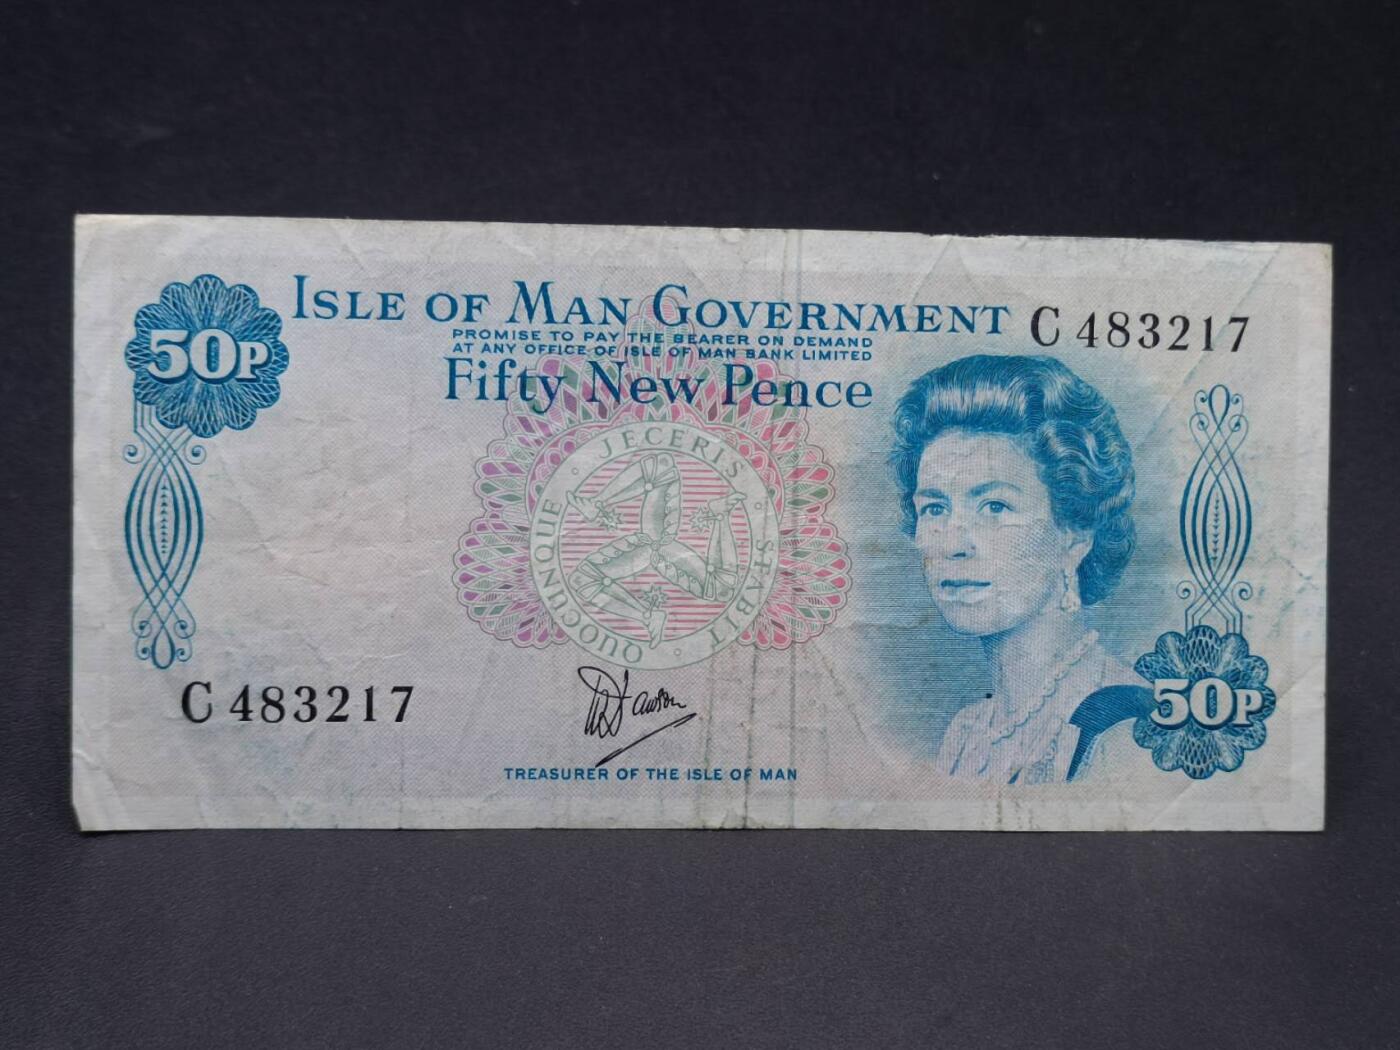 ISLE OF MAN GOVERNMENT
PROMISE TO PAY THE BEARER ON DEMAND
AT ANY OFFICE OF ISLE OF MAN BANK LIMITED
Fifty New Pence
50P
C 483217
QUOCUNQUE · JECERIS · STABIT
C 483217
Dawson
TREASURER OF THE ISLE OF MAN
50P